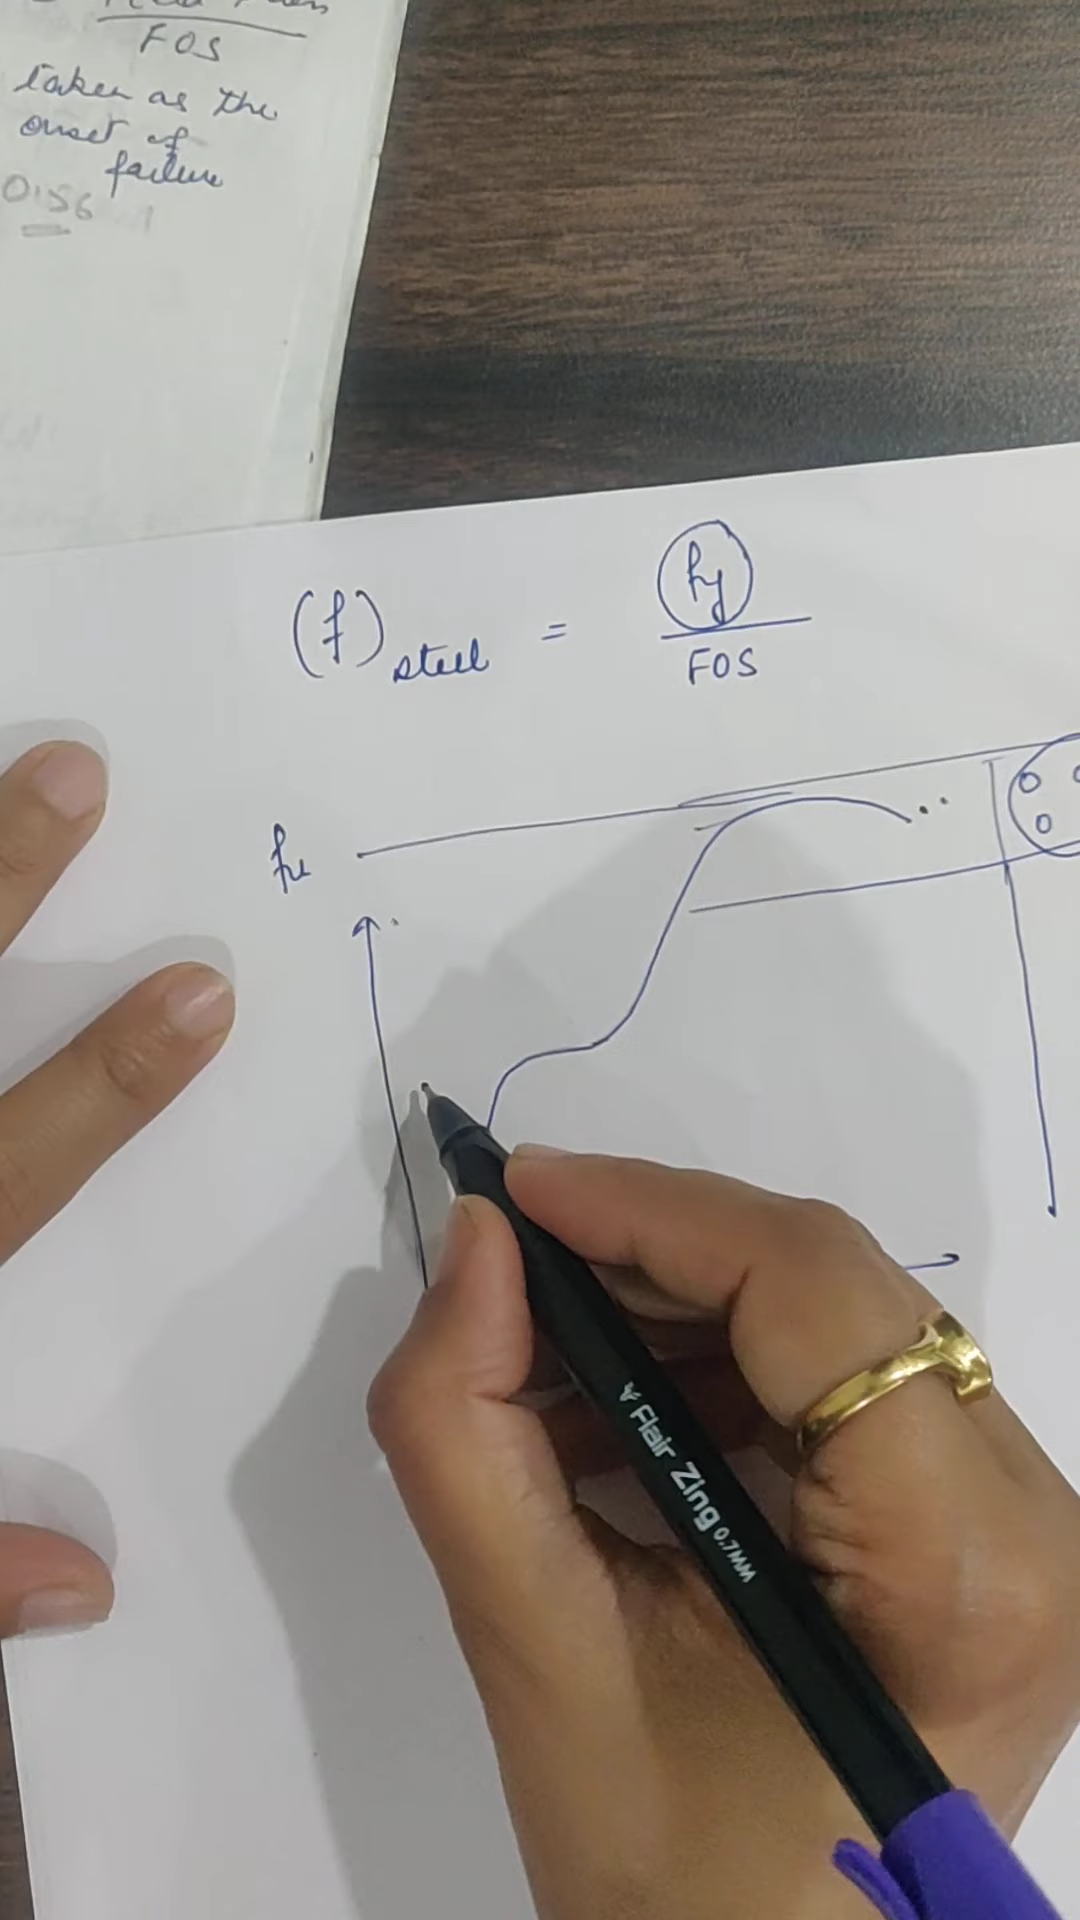 FOS
taken as the
onset of
failure
0.56
(f) steel = fy
FOS
fu
Flair Zing 0.7MM